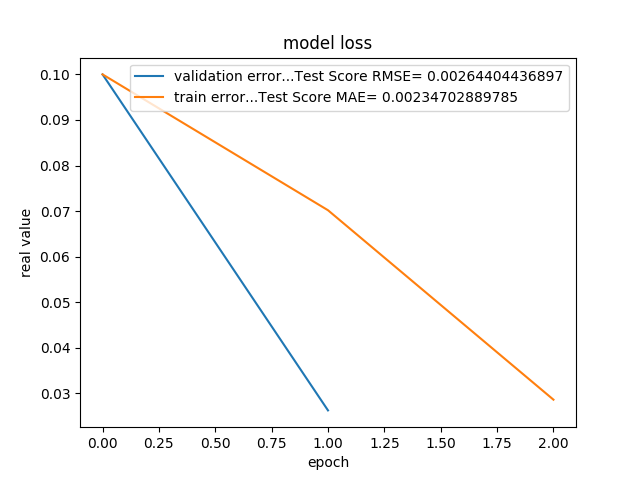 model loss
validation error...Test Score RMSE= 0.00264404436897
train error...Test Score MAE= 0.00234702889785
real value
0.10
0.09
0.08
0.07
0.06
0.05
0.04
0.03
0.00 0.25 0.50 0.75 1.00 1.25 1.50 1.75 2.00
epoch